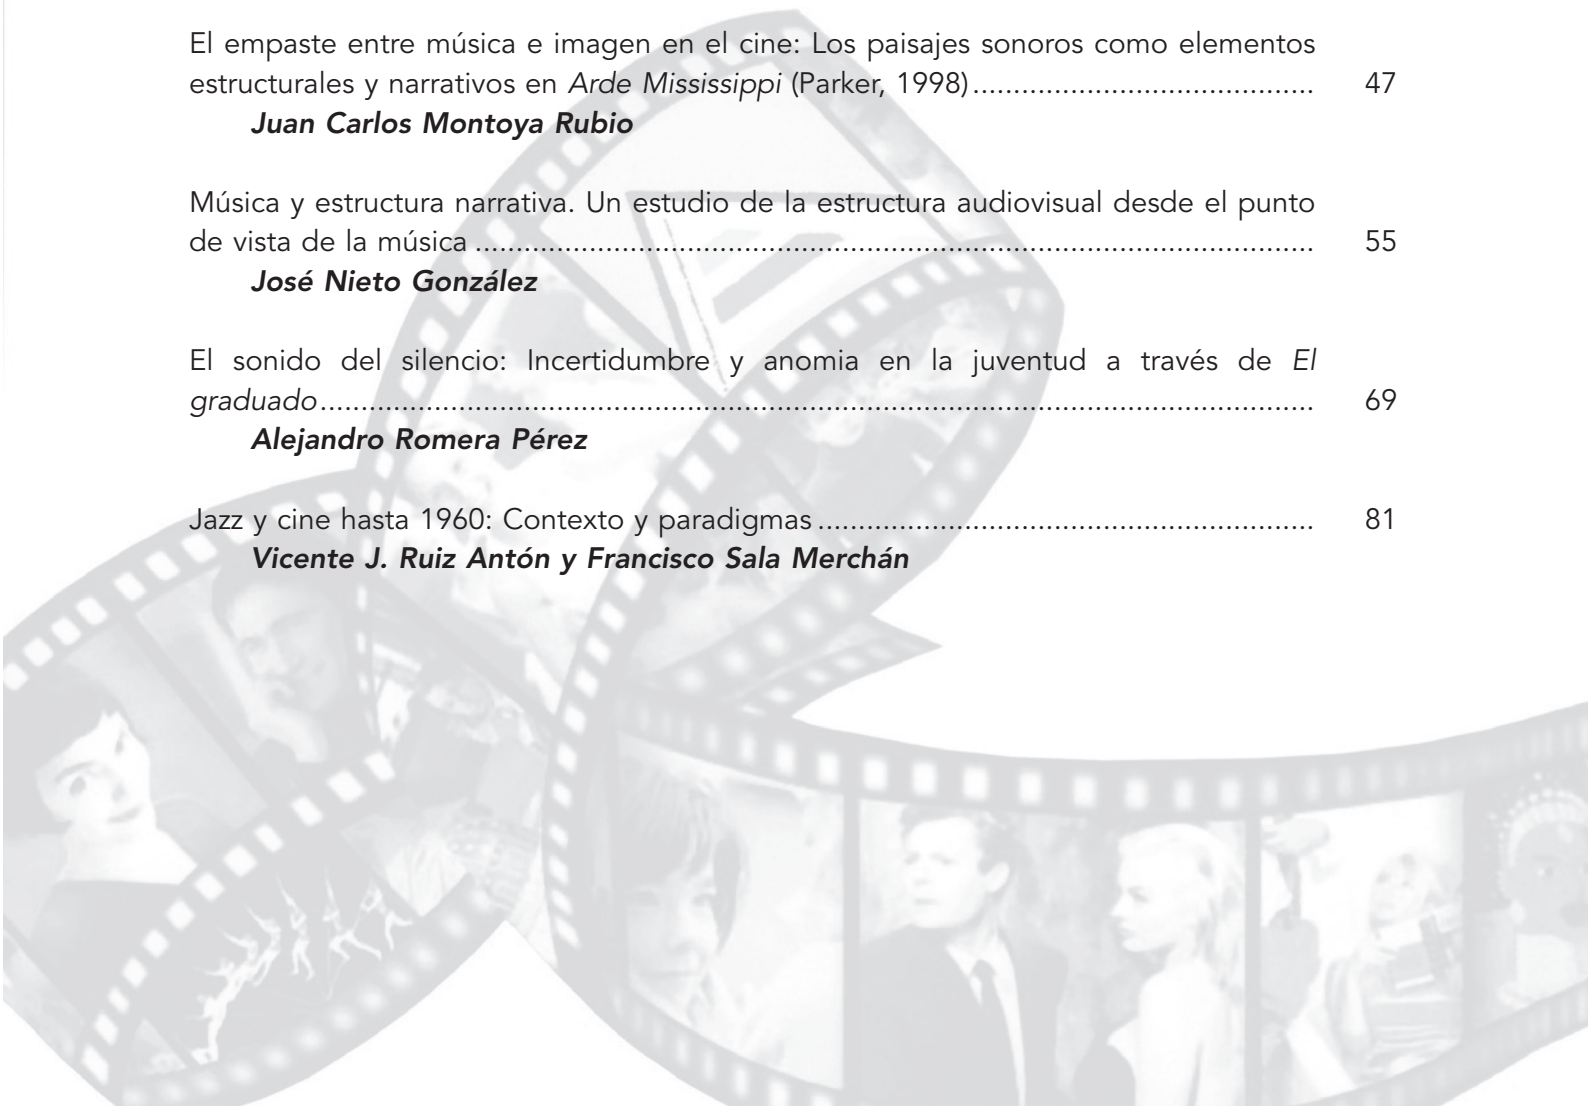 El empaste entre música e imagen en el cine: Los paisajes sonoros como elementos
estructurales y narrativos en Arde Mississippi (Parker, 1998).......................................... 47
Juan Carlos Montoya Rubio
Música y estructura narrativa. Un estudio de la estructura audiovisual desde el punto
de vista de la música ........................................................................................................ 55
José Nieto González
El sonido del silencio: Incertidumbre y anomia en la juventud a través de El
graduado........................................................................................................................... 69
Alejandro Romera Pérez
Jazz y cine hasta 1960: Contexto y paradigmas .............................................................. 81
Vicente J. Ruiz Antón y Francisco Sala Merchán